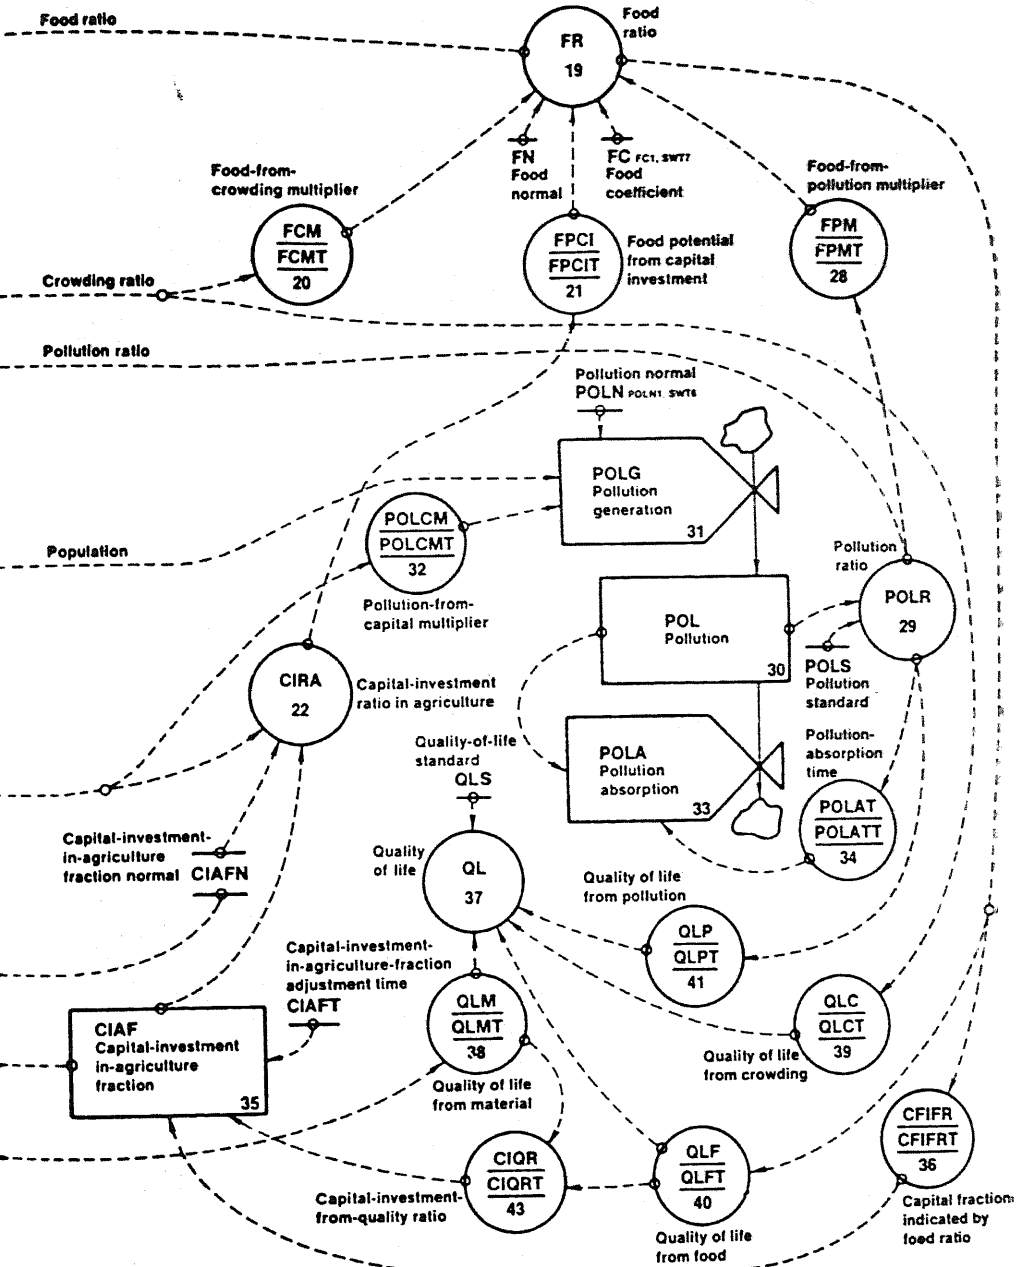 Food ratio
FR
19
Food
ratio
FN
Food
normal
FC FC1, SWT7
Food
coefficient
Food-from-
crowding multiplier
FCM
FCMT
20
FPCI
FPCIT
21
Food potential
from capital
investment
Food-from-
pollution multiplier
FPM
FPMT
28
Crowding ratio
Pollution ratio
Pollution normal
POLN POLN1, SWT6
POLG
Pollution
generation
31
POLCM
POLCMT
32
Pollution-from-
capital multiplier
Population
Pollution
ratio
POLR
29
POL
Pollution
30
POLS
Pollution
standard
CIRA
22
Capital-investment
ratio in agriculture
Quality-of-life
standard
QLS
POLA
Pollution
absorption
33
Pollution-
absorption
time
POLAT
POLATT
34
Capital-investment-
in-agriculture
fraction normal CIAFN
Quality
of life
QL
37
Quality of life
from pollution
QLP
QLPT
41
Capital-investment-
in-agriculture-fraction
adjustment time
CIAFT
CIAF
Capital-investment
in-agriculture
fraction
35
QLM
QLMT
38
Quality of life
from material
QLC
QLCT
39
Quality of life
from crowding
CIQR
CIQRT
43
Capital-investment-
from-quality ratio
QLF
QLFT
40
Quality of life
from food
CFIFR
CFIFRT
36
Capital fraction
indicated by
food ratio